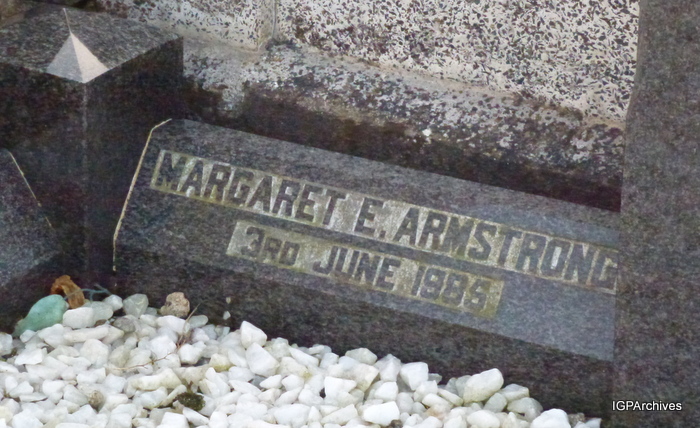 MARGARET E. ARMSTRONG
3RD JUNE 1985
IGPArchives